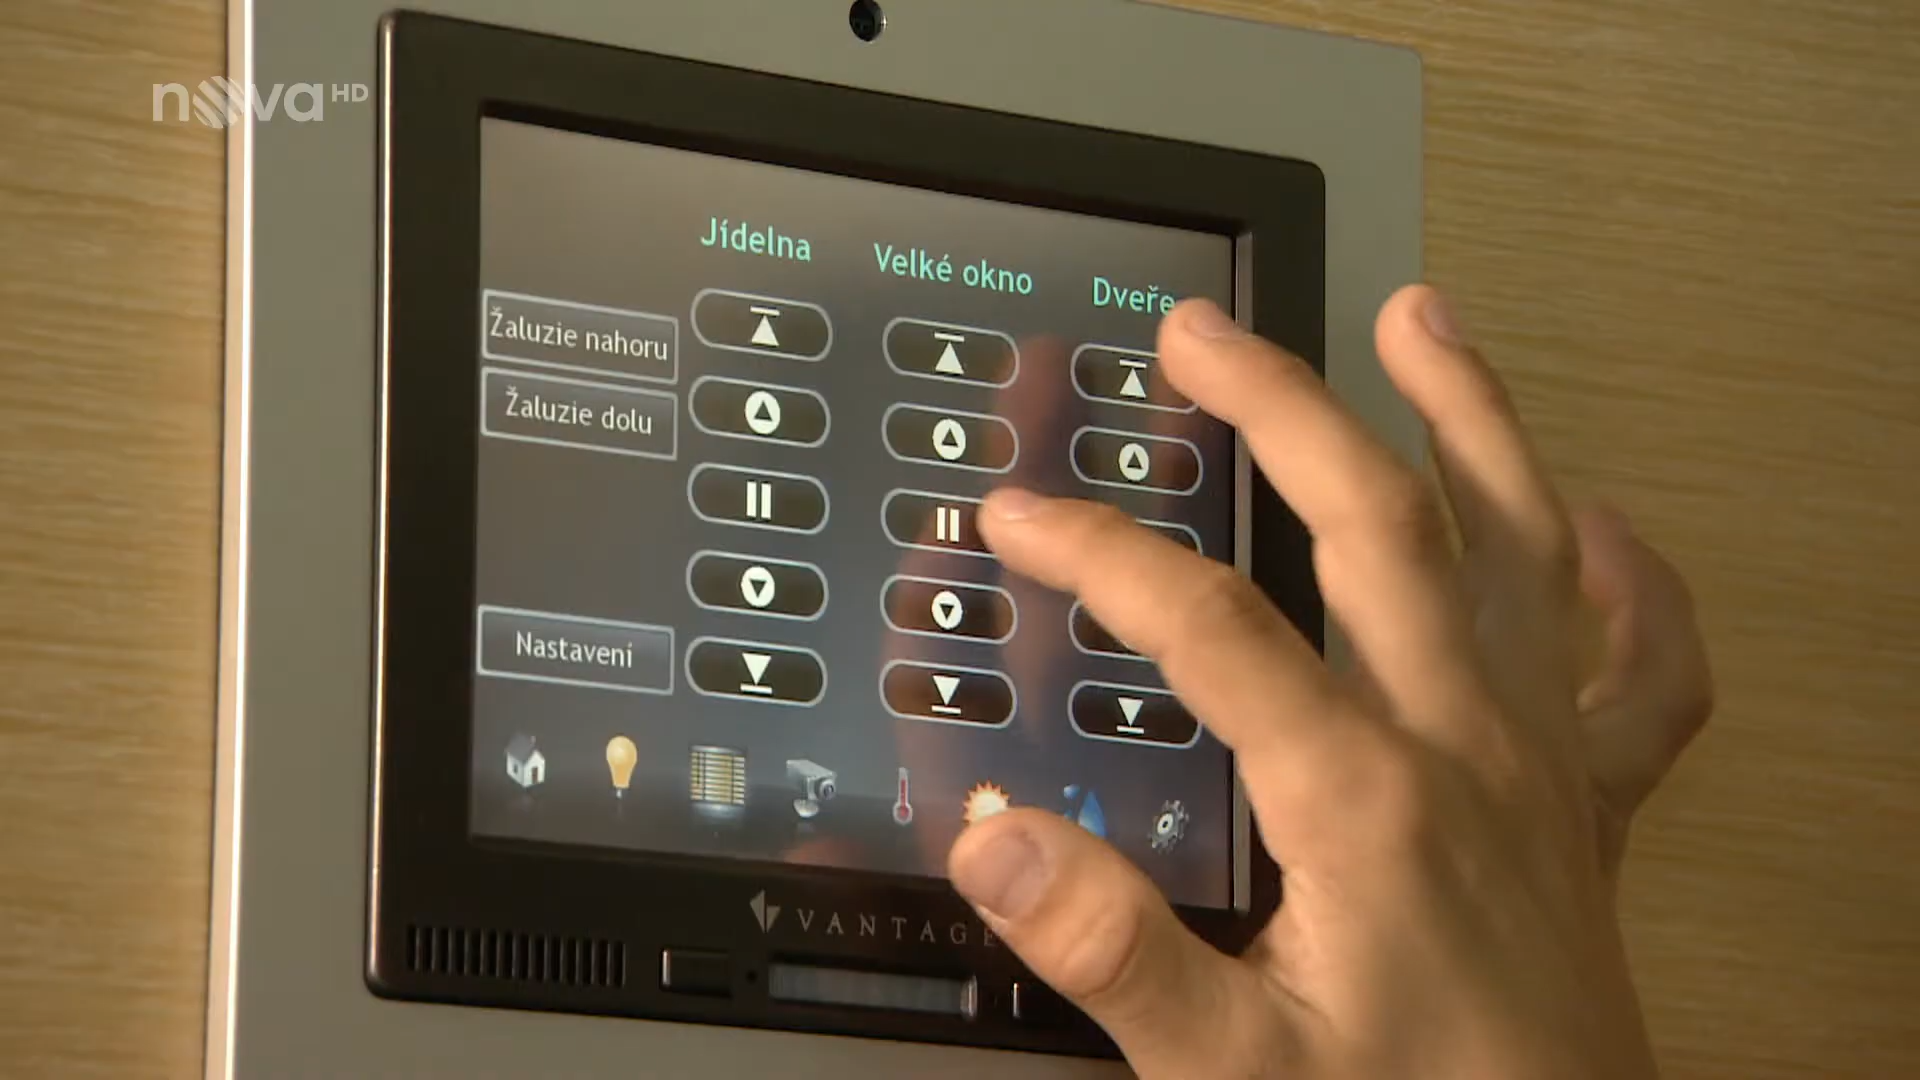 nova HD
Jídelna
Velké okno
Dveře
Žaluzie nahoru
Žaluzie dolu
Nastavení
VANTAGE